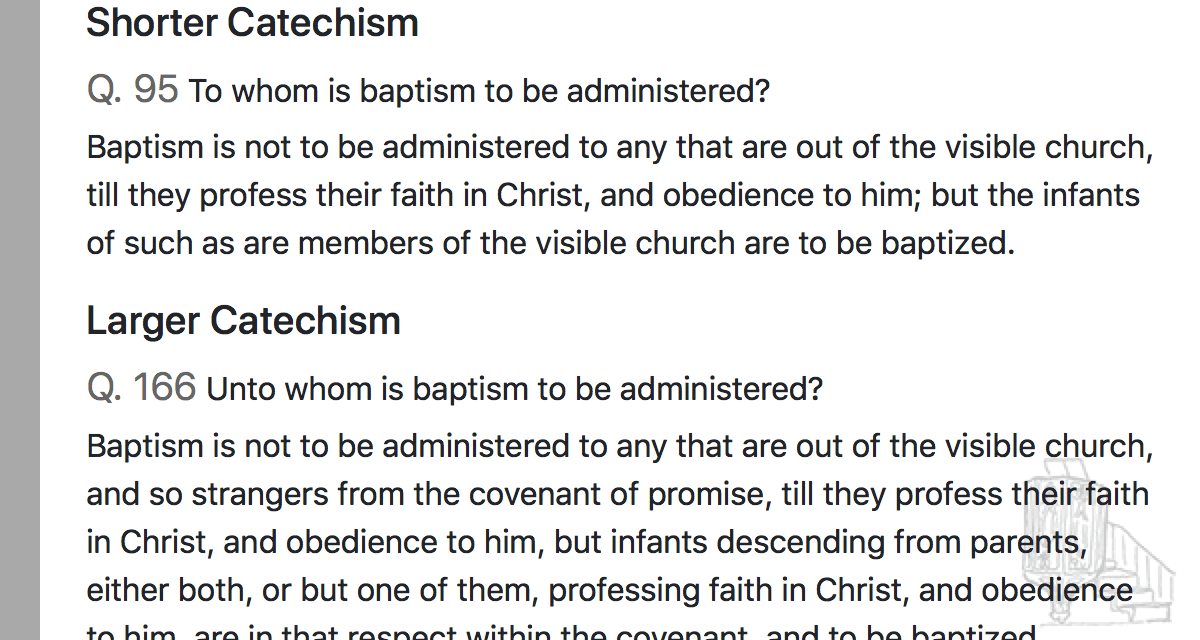 Shorter Catechism
Q. 95 To whom is baptism to be administered?
Baptism is not to be administered to any that are out of the visible church,
till they profess their faith in Christ, and obedience to him; but the infants
of such as are members of the visible church are to be baptized.
Larger Catechism
Q. 166 Unto whom is baptism to be administered?
Baptism is not to be administered to any that are out of the visible church,
and so strangers from the covenant of promise, till they profess their faith
in Christ, and obedience to him, but infants descending from parents,
either both, or but one of them, professing faith in Christ, and obedience
to him, are in that respect within the covenant, and to be baptized.